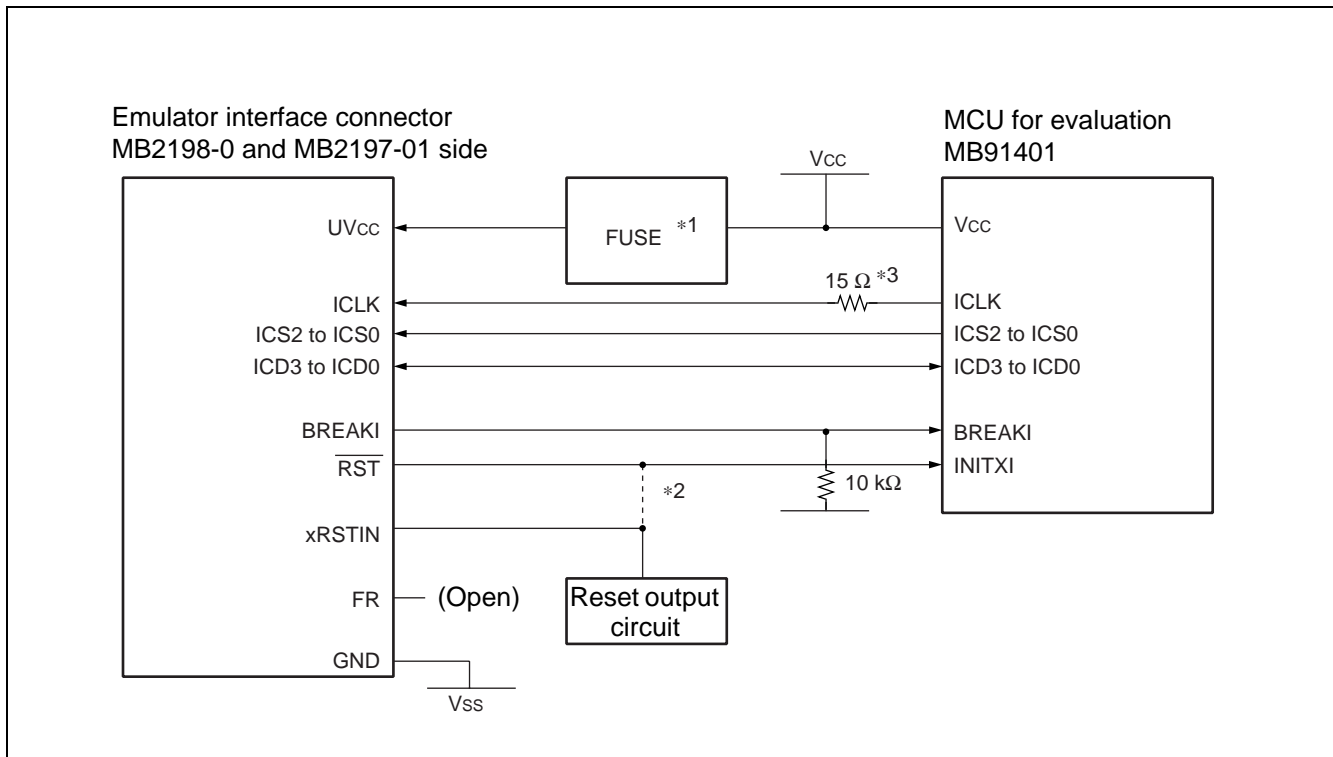 Emulator interface connector
MB2198-0 and MB2197-01 side
MCU for evaluation
MB91401
Vcc
UVcc
FUSE *1
Vcc
15 Ω *3
ICLK
ICLK
ICS2 to ICS0
ICS2 to ICS0
ICD3 to ICD0
ICD3 to ICD0
BREAKI
BREAKI
RST
INITXI
*2
10 kΩ
xRSTIN
FR
(Open)
Reset output
circuit
GND
Vss